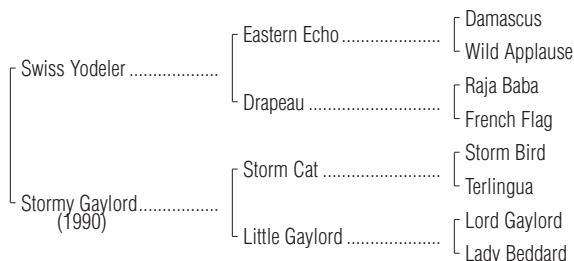 Damascus
Eastern Echo ......................
Wild Applause
Swiss Yodeler ...................
Raja Baba
Drapeau .............................
French Flag
Storm Bird
Storm Cat .........................
Terlingua
Stormy Gaylord.................
(1990)
Lord Gaylord
Little Gaylord ....................
Lady Beddard